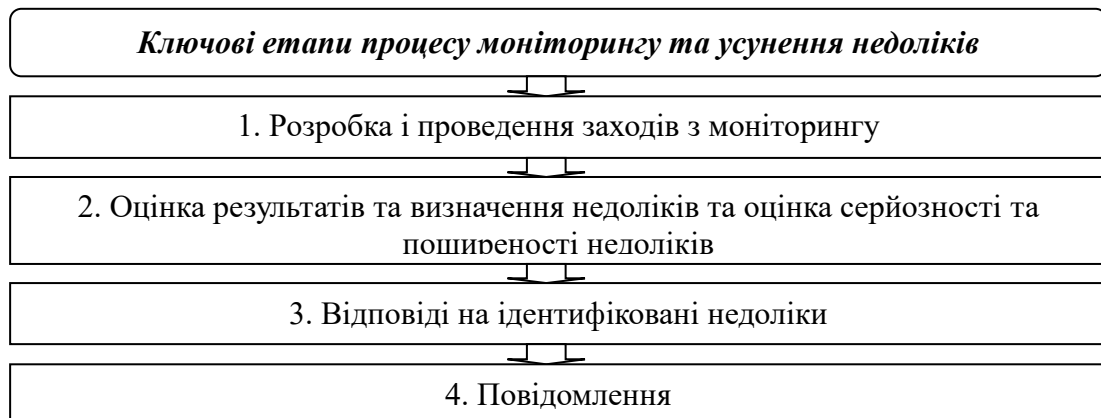 Ключові етапи процесу моніторингу та усунення недоліків
1. Розробка і проведення заходів з моніторингу
2. Оцінка результатів та визначення недоліків та оцінка серйозності та
поширеності недоліків
3. Відповіді на ідентифіковані недоліки
4. Повідомлення